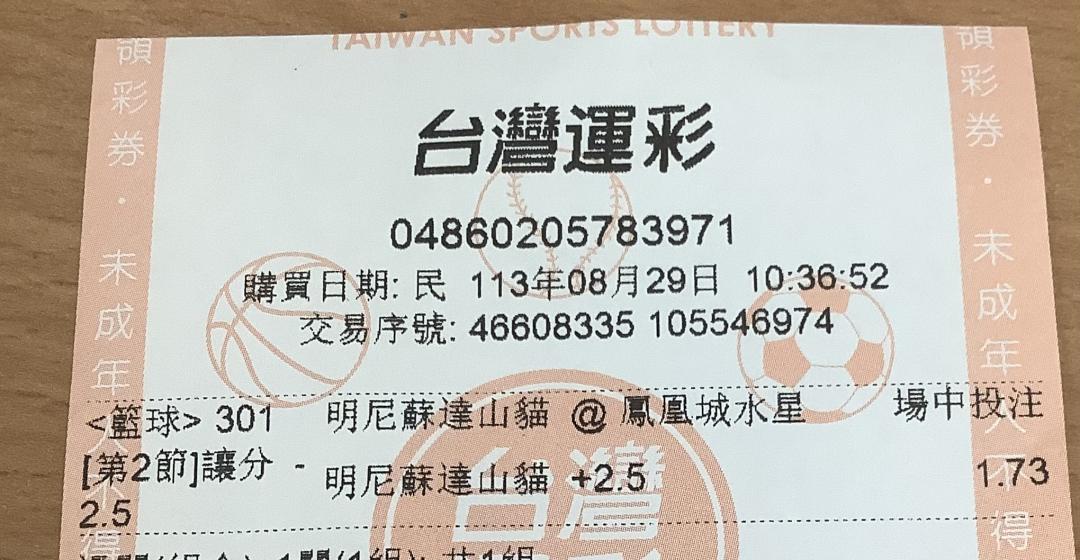 TAIWAN SPORTS LOTTERY
台灣運彩
04860205783971
購買日期: 民 113年08月29日 10:36:52
交易序號: 46608335 105546974
<籃球> 301 明尼蘇達山貓 @ 鳳凰城水星 場中投注
[第2節]讓分 - 明尼蘇達山貓 +2.5 1.73
2.5
領彩券．未成年人不得
領彩券．未成年人不得
台灣